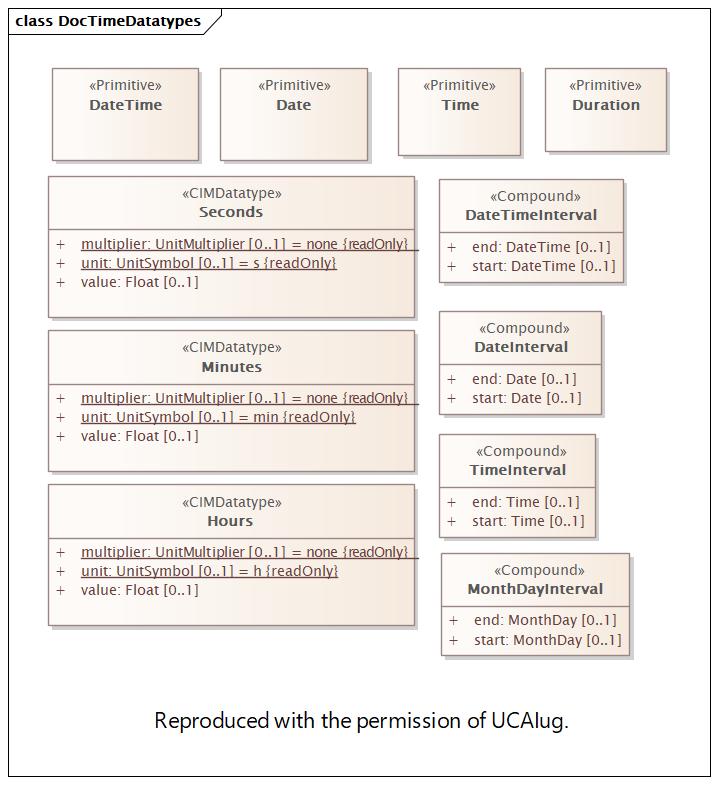 class DocTimeDatatypes
«Primitive»
DateTime
«Primitive»
Date
«Primitive»
Time
«Primitive»
Duration
«CIMDatatype»
Seconds
+ multiplier: UnitMultiplier [0..1] = none {readOnly}
+ unit: UnitSymbol [0..1] = s {readOnly}
+ value: Float [0..1]
«Compound»
DateTimeInterval
+ end: DateTime [0..1]
+ start: DateTime [0..1]
«CIMDatatype»
Minutes
+ multiplier: UnitMultiplier [0..1] = none {readOnly}
+ unit: UnitSymbol [0..1] = min {readOnly}
+ value: Float [0..1]
«Compound»
DateInterval
+ end: Date [0..1]
+ start: Date [0..1]
«Compound»
TimeInterval
+ end: Time [0..1]
+ start: Time [0..1]
«CIMDatatype»
Hours
+ multiplier: UnitMultiplier [0..1] = none {readOnly}
+ unit: UnitSymbol [0..1] = h {readOnly}
+ value: Float [0..1]
«Compound»
MonthDayInterval
+ end: MonthDay [0..1]
+ start: MonthDay [0..1]
Reproduced with the permission of UCAIug.